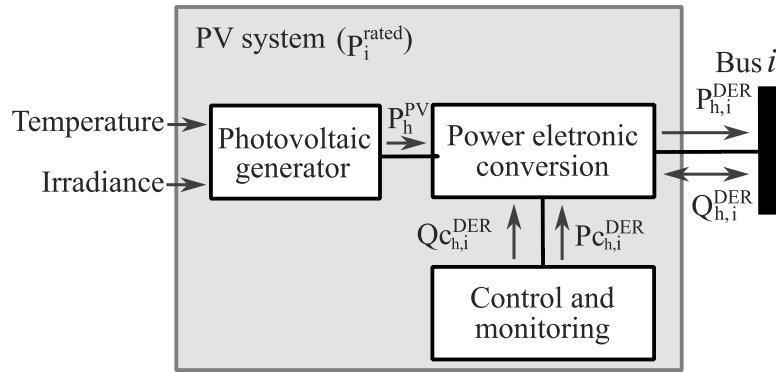 PV system (P_i^rated)
Bus i
P_h,i^DER
Temperature
P_h^PV
Photovoltaic
generator
Power eletronic
conversion
Irradiance
Q_h,i^DER
Qc_h,i^DER
Pc_h,i^DER
Control and
monitoring